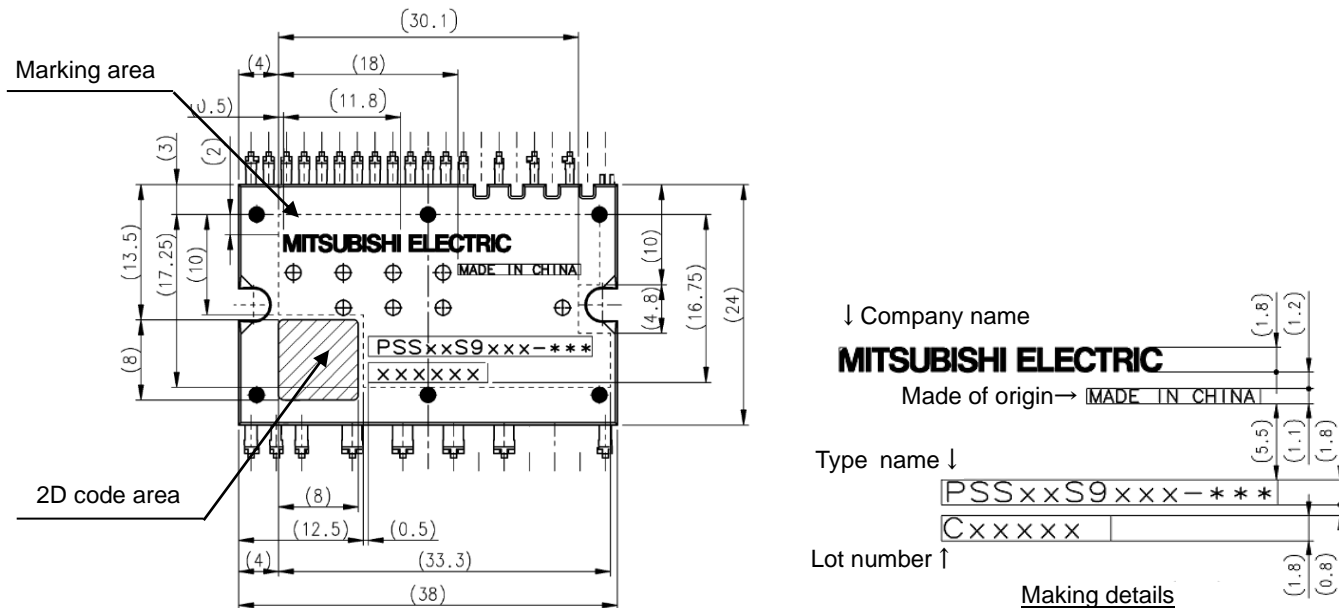 (30.1)
Marking area
(4)
(18)
(0.5)
(11.8)
(3)
(2)
(13.5)
(17.25)
(10)
MITSUBISHI ELECTRIC
MADE IN CHINA
(10)
(4.8)
(16.75)
(24)
(8)
PSSxxS9xxx-***
xxxxxx
2D code area
(8)
(12.5)
(0.5)
(4)
(33.3)
(38)
↓ Company name
(1.8)
(1.2)
MITSUBISHI ELECTRIC
Made of origin→
MADE IN CHINA
(5.5)
(1.1)
(1.8)
Type name ↓
PSSxxS9xxx-***
Cxxxxx
Lot number ↑
(1.8)
(0.8)
Making details